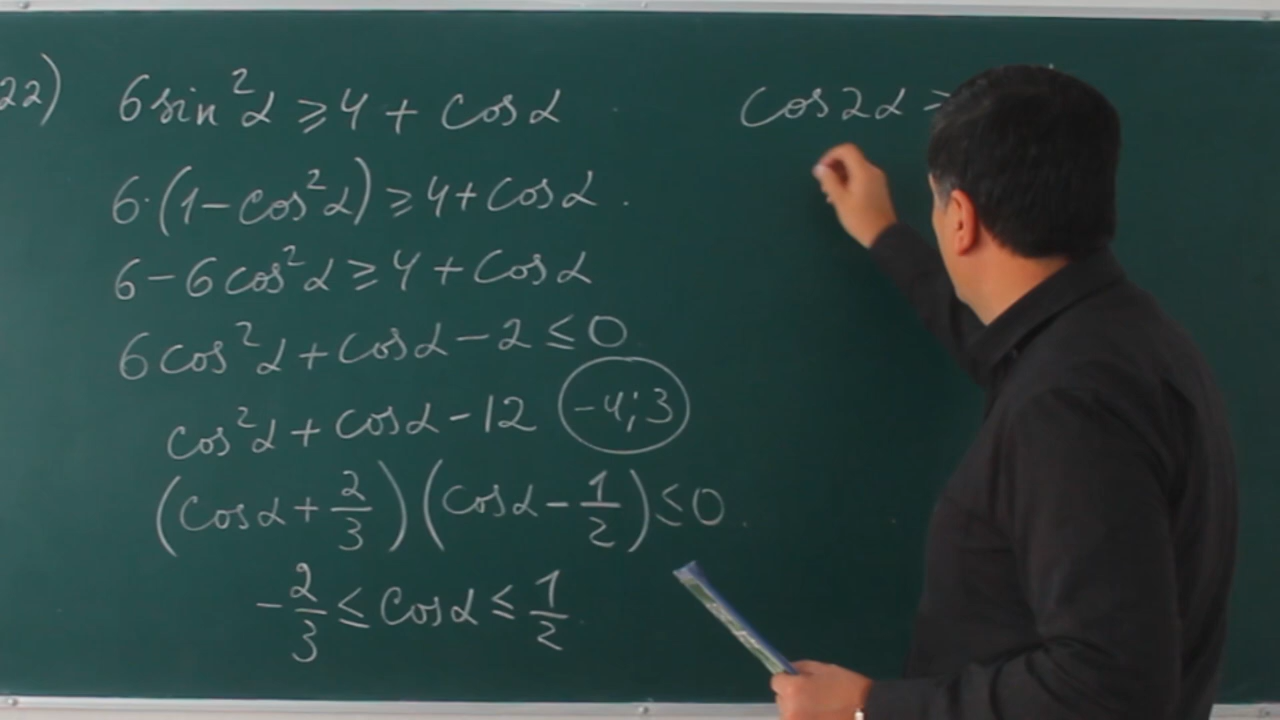 22) 6sin²α ≥ 4 + cosα
6·(1−cos²α) ≥ 4+cosα.
6−6cos²α ≥ 4+cosα
6cos²α+cosα−2 ≤ 0
cos²α+cosα−12 (−4;3)
(cosα+2/3)(cosα−1/2) ≤ 0.
−2/3 ≤ cosα ≤ 1/2
cos2α